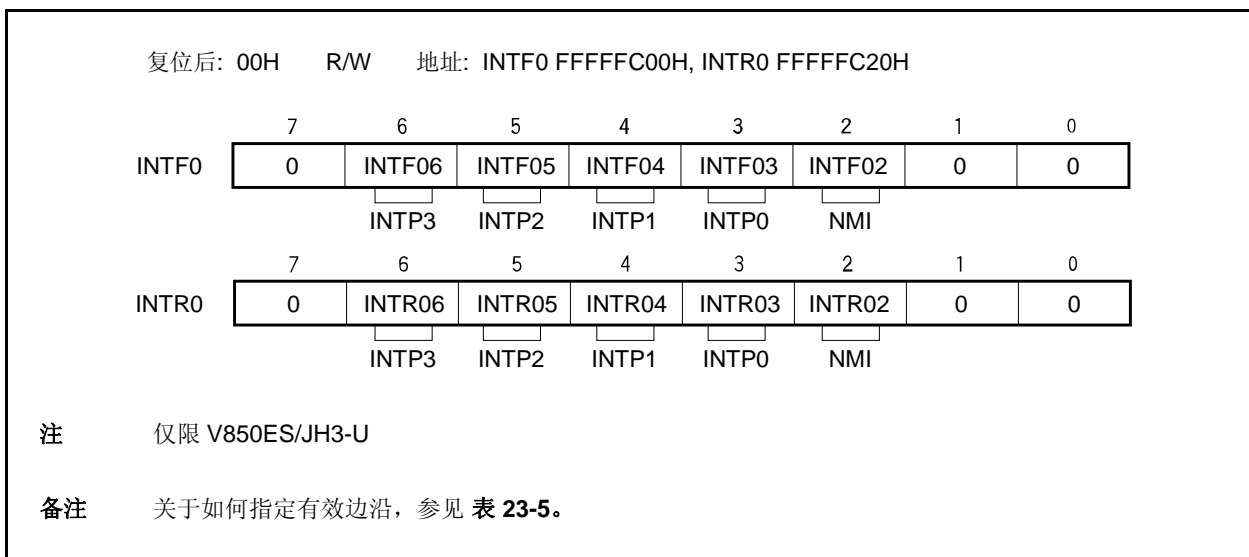 复位后: 00H R/W 地址: INTF0 FFFFFC00H, INTR0 FFFFFC20H
7 6 5 4 3 2 1 0
INTF0 0 INTF06 INTF05 INTF04 INTF03 INTF02 0 0
INTP3 INTP2 INTP1 INTP0 NMI
7 6 5 4 3 2 1 0
INTR0 0 INTR06 INTR05 INTR04 INTR03 INTR02 0 0
INTP3 INTP2 INTP1 INTP0 NMI
注 仅限 V850ES/JH3-U
备注 关于如何指定有效边沿，参见 表 23-5。